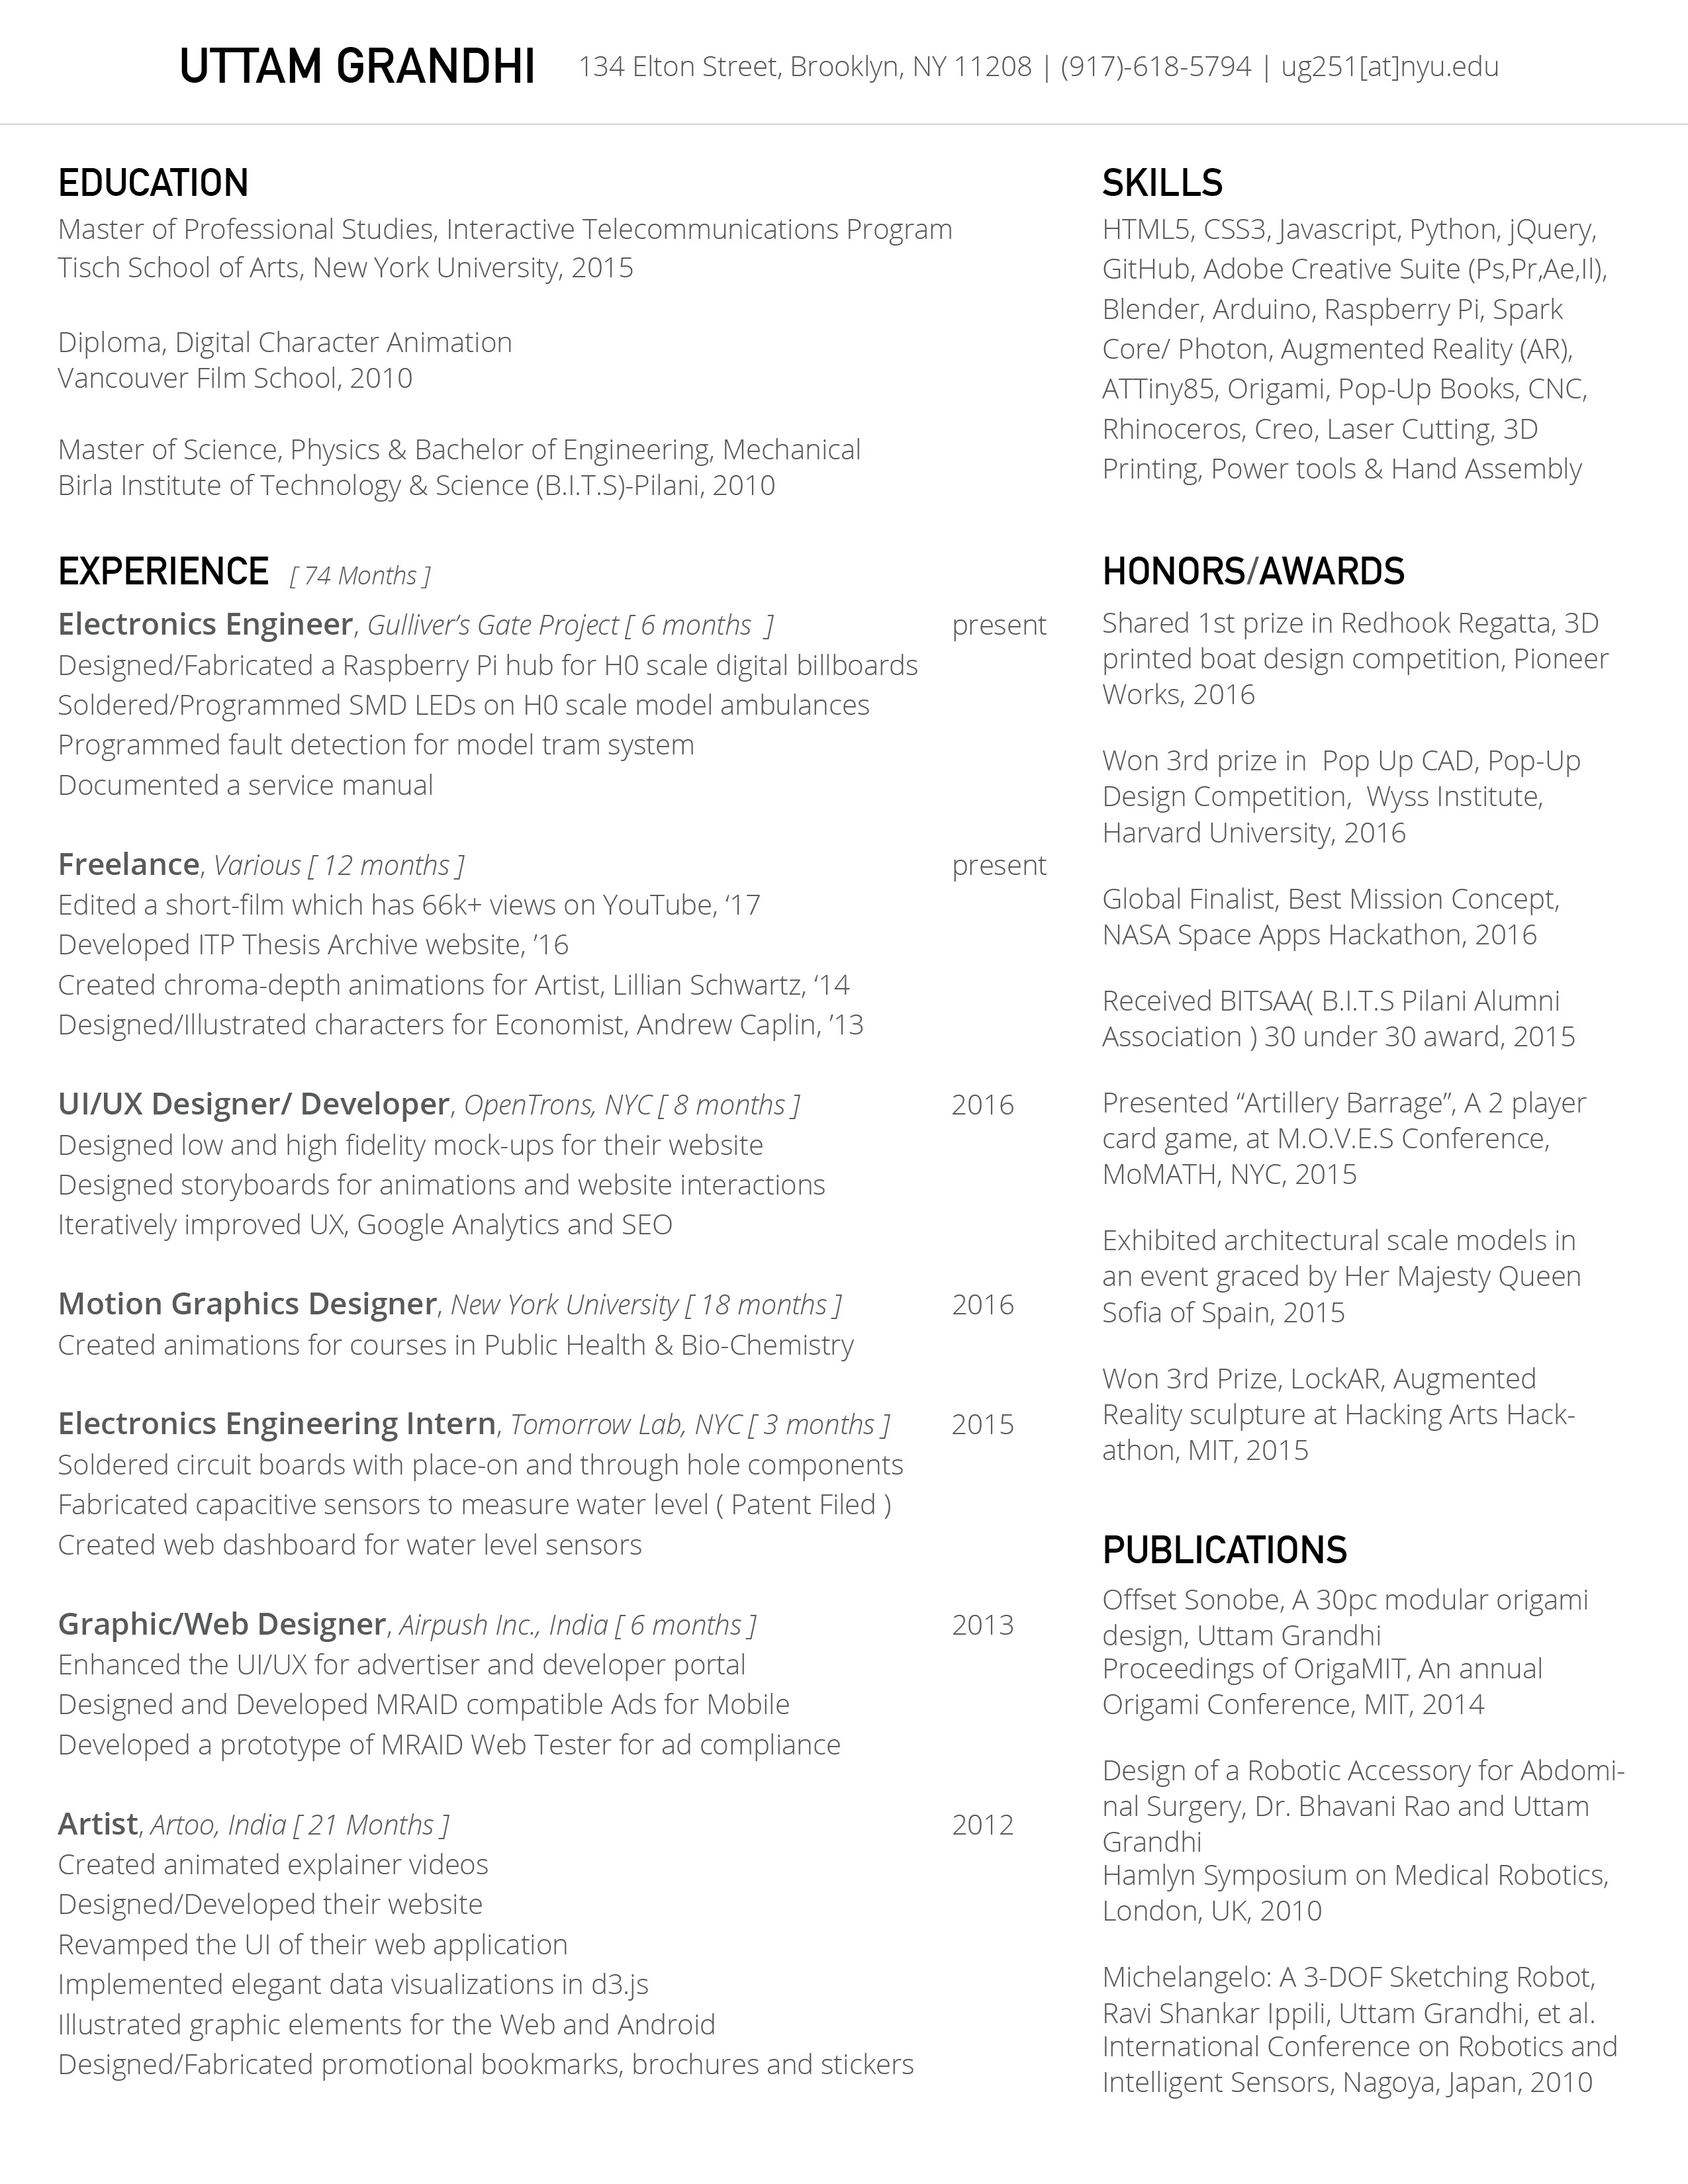 UTTAM GRANDHI 134 Elton Street, Brooklyn, NY 11208 | (917)-618-5794 | ug251[at]nyu.edu
EDUCATION
Master of Professional Studies, Interactive Telecommunications Program
Tisch School of Arts, New York University, 2015
Diploma, Digital Character Animation
Vancouver Film School, 2010
Master of Science, Physics & Bachelor of Engineering, Mechanical
Birla Institute of Technology & Science (B.I.T.S)-Pilani, 2010
EXPERIENCE [ 74 Months ]
Electronics Engineer, Gulliver’s Gate Project [ 6 months  ] present
Designed/Fabricated a Raspberry Pi hub for H0 scale digital billboards
Soldered/Programmed SMD LEDs on H0 scale model ambulances
Programmed fault detection for model tram system
Documented a service manual
Freelance, Various [ 12 months ] present
Edited a short-film which has 66k+ views on YouTube, ‘17
Developed ITP Thesis Archive website, ’16
Created chroma-depth animations for Artist, Lillian Schwartz, ‘14
Designed/Illustrated characters for Economist, Andrew Caplin, ’13
UI/UX Designer/ Developer, OpenTrons, NYC [ 8 months ] 2016
Designed low and high fidelity mock-ups for their website
Designed storyboards for animations and website interactions
Iteratively improved UX, Google Analytics and SEO
Motion Graphics Designer, New York University [ 18 months ] 2016
Created animations for courses in Public Health & Bio-Chemistry
Electronics Engineering Intern, Tomorrow Lab, NYC [ 3 months ] 2015
Soldered circuit boards with place-on and through hole components
Fabricated capacitive sensors to measure water level ( Patent Filed )
Created web dashboard for water level sensors
Graphic/Web Designer, Airpush Inc., India [ 6 months ] 2013
Enhanced the UI/UX for advertiser and developer portal
Designed and Developed MRAID compatible Ads for Mobile
Developed a prototype of MRAID Web Tester for ad compliance
Artist, Artoo, India [ 21 Months ] 2012
Created animated explainer videos
Designed/Developed their website
Revamped the UI of their web application
Implemented elegant data visualizations in d3.js
Illustrated graphic elements for the Web and Android
Designed/Fabricated promotional bookmarks, brochures and stickers
SKILLS
HTML5, CSS3, Javascript, Python, jQuery,
GitHub, Adobe Creative Suite (Ps,Pr,Ae,Il),
Blender, Arduino, Raspberry Pi, Spark
Core/ Photon, Augmented Reality (AR),
ATTiny85, Origami, Pop-Up Books, CNC,
Rhinoceros, Creo, Laser Cutting, 3D
Printing, Power tools & Hand Assembly
HONORS/AWARDS
Shared 1st prize in Redhook Regatta, 3D
printed boat design competition, Pioneer
Works, 2016
Won 3rd prize in  Pop Up CAD, Pop-Up
Design Competition,  Wyss Institute,
Harvard University, 2016
Global Finalist, Best Mission Concept,
NASA Space Apps Hackathon, 2016
Received BITSAA( B.I.T.S Pilani Alumni
Association ) 30 under 30 award, 2015
Presented “Artillery Barrage”, A 2 player
card game, at M.O.V.E.S Conference,
MoMATH, NYC, 2015
Exhibited architectural scale models in
an event graced by Her Majesty Queen
Sofia of Spain, 2015
Won 3rd Prize, LockAR, Augmented
Reality sculpture at Hacking Arts Hack-
athon, MIT, 2015
PUBLICATIONS
Offset Sonobe, A 30pc modular origami
design, Uttam Grandhi
Proceedings of OrigaMIT, An annual
Origami Conference, MIT, 2014
Design of a Robotic Accessory for Abdomi-
nal Surgery, Dr. Bhavani Rao and Uttam
Grandhi
Hamlyn Symposium on Medical Robotics,
London, UK, 2010
Michelangelo: A 3-DOF Sketching Robot,
Ravi Shankar Ippili, Uttam Grandhi, et al.
International Conference on Robotics and
Intelligent Sensors, Nagoya, Japan, 2010